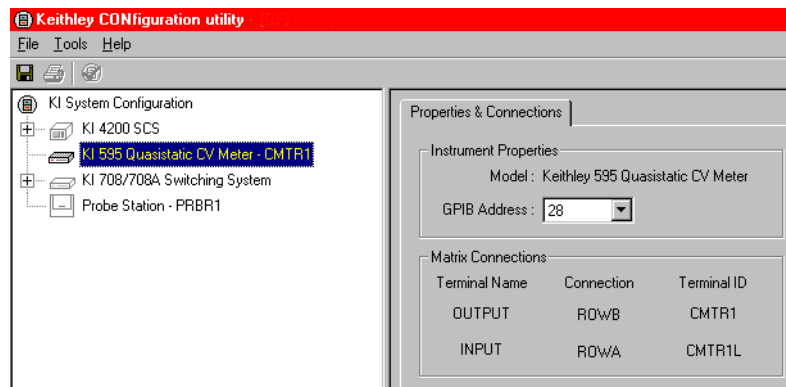 Keithley CONfiguration utility -
File Tools Help
KI System Configuration
KI 4200 SCS
KI 595 Quasistatic CV Meter - CMTR1
KI 708/708A Switching System
Probe Station - PRBR1
Properties & Connections
Instrument Properties
Model : Keithley 595 Quasistatic CV Meter
GPIB Address : 28
Matrix Connections
Terminal Name Connection Terminal ID
OUTPUT ROWB CMTR1
INPUT ROWA CMTR1L